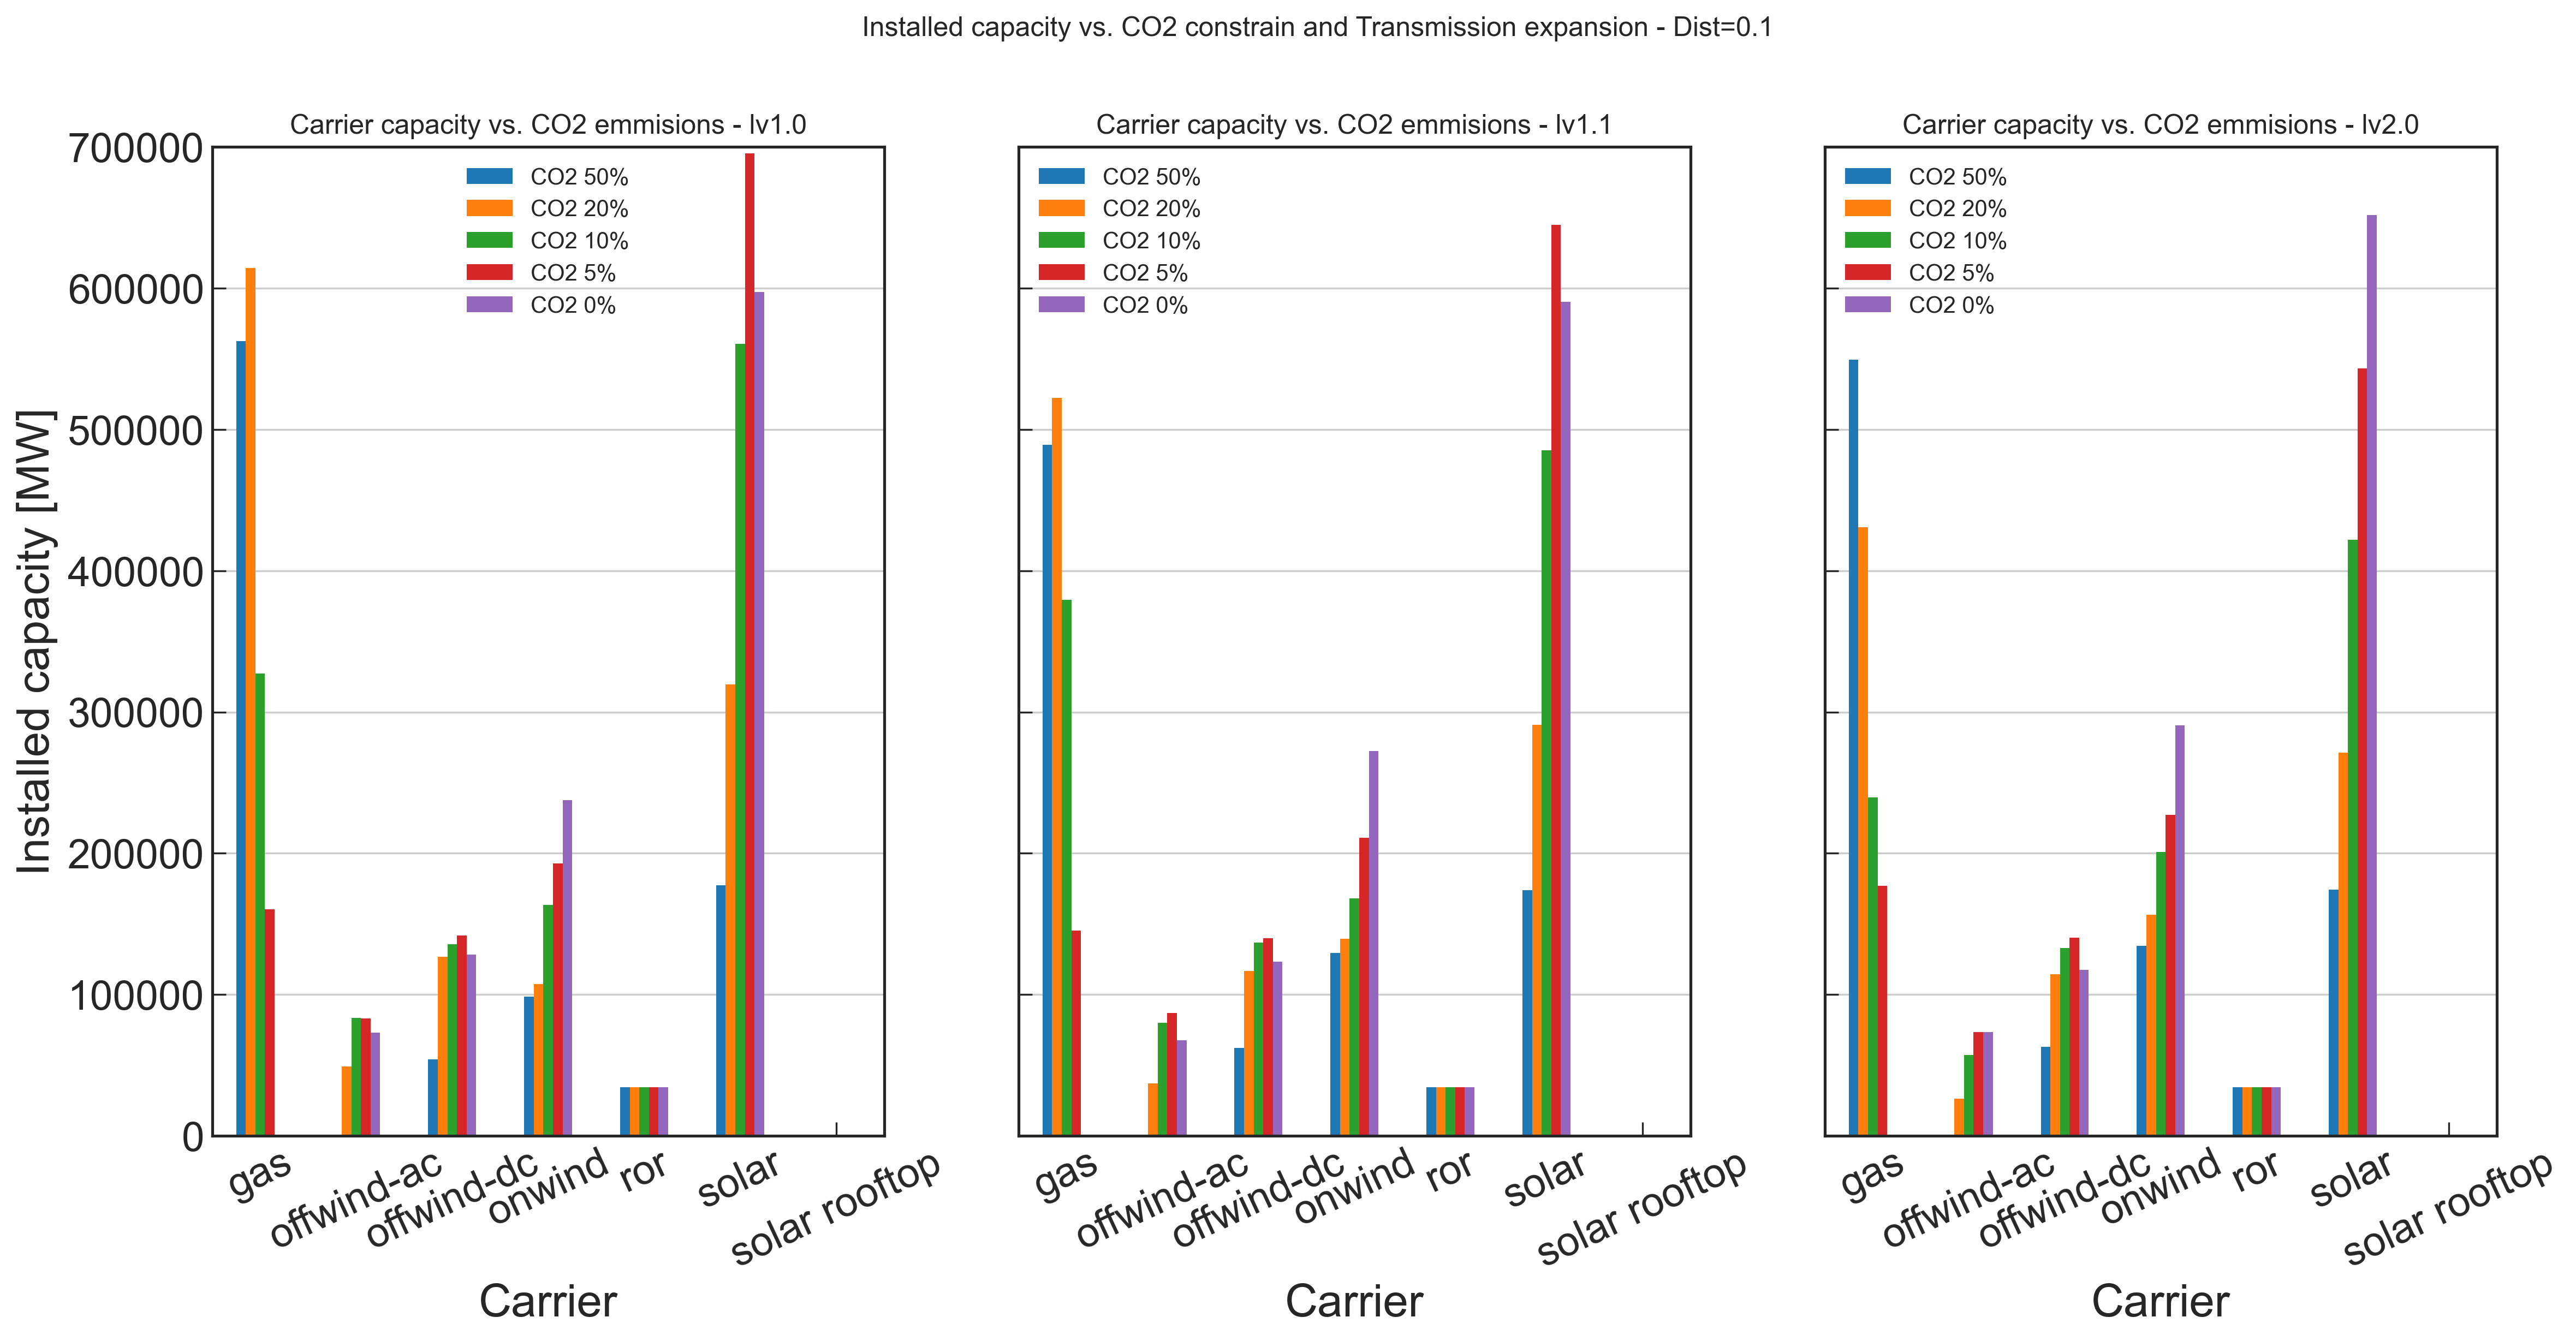 Installed capacity vs. CO2 constrain and Transmission expansion - Dist=0.1
Carrier capacity vs. CO2 emmisions - lv1.0
700000
600000
500000
400000
300000
200000
100000
0
Installed capacity [MW]
CO2 50%
CO2 20%
CO2 10%
CO2 5%
CO2 0%
gas
offwind-ac
offwind-dc
onwind
ror
solar
solar rooftop
Carrier
Carrier capacity vs. CO2 emmisions - lv1.1
CO2 50%
CO2 20%
CO2 10%
CO2 5%
CO2 0%
gas
offwind-ac
offwind-dc
onwind
ror
solar
solar rooftop
Carrier
Carrier capacity vs. CO2 emmisions - lv2.0
CO2 50%
CO2 20%
CO2 10%
CO2 5%
CO2 0%
gas
offwind-ac
offwind-dc
onwind
ror
solar
solar rooftop
Carrier